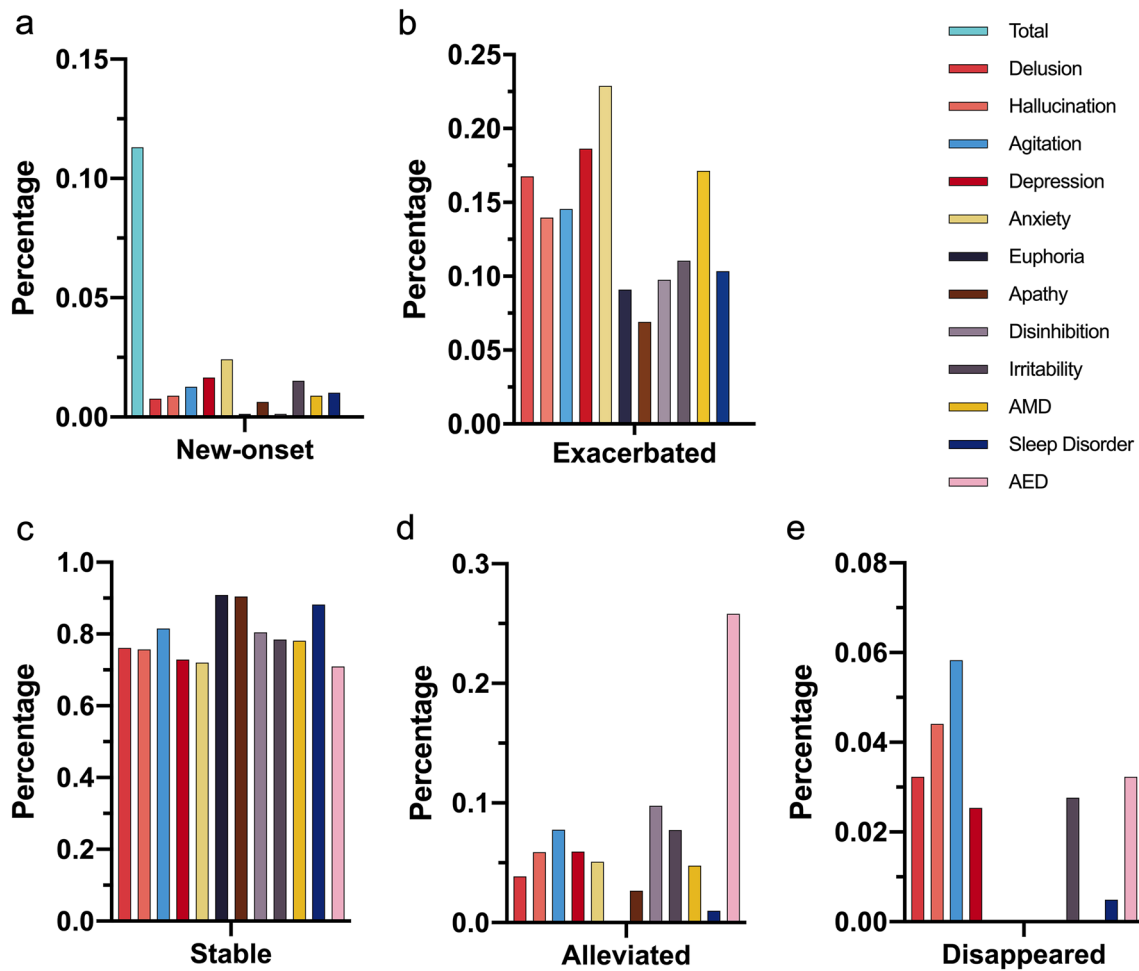 a
0.15
0.10
0.05
0.00
Percentage
New-onset
b
0.25
0.20
0.15
0.10
0.05
0.00
Percentage
Exacerbated
Total
Delusion
Hallucination
Agitation
Depression
Anxiety
Euphoria
Apathy
Disinhibition
Irritability
AMD
Sleep Disorder
AED
c
1.0
0.8
0.6
0.4
0.2
0.0
Percentage
Stable
d
0.3
0.2
0.1
0.0
Percentage
Alleviated
e
0.08
0.06
0.04
0.02
0.00
Percentage
Disappeared